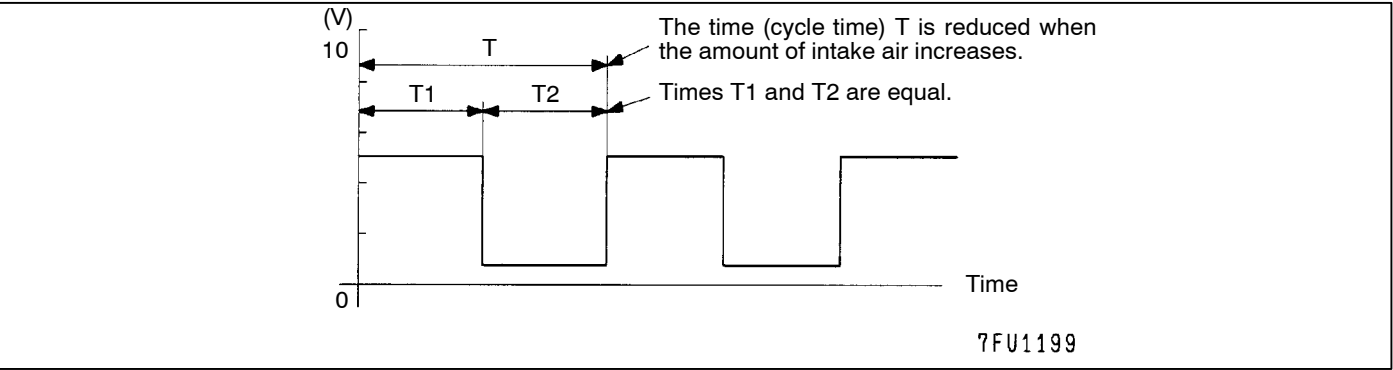 (V)
10
T
The time (cycle time) T is reduced when
the amount of intake air increases.
T1
T2
Times T1 and T2 are equal.
Time
0
7FU1199